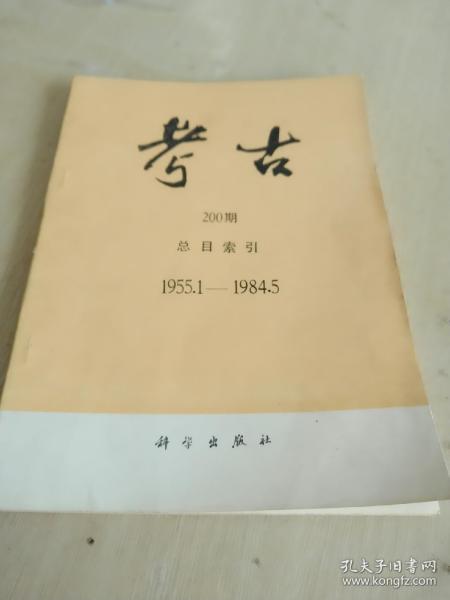 考古
200期
总目索引
1955.1—1984.5
科学出版社
孔夫子旧书网
www.kongfz.com